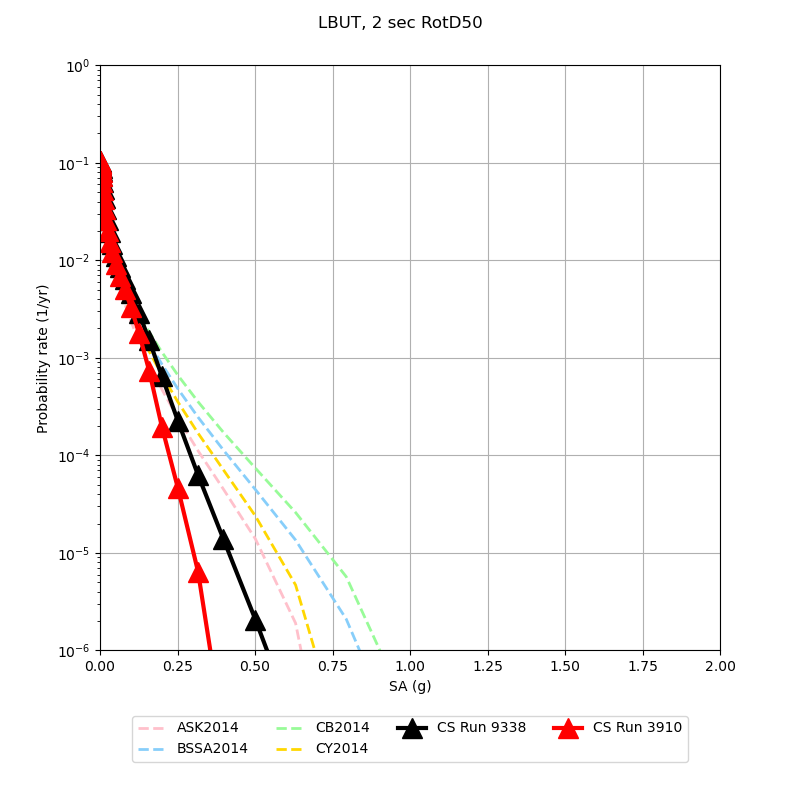 LBUT, 2 sec RotD50
Probability rate (1/yr)
10⁰
10⁻¹
10⁻²
10⁻³
10⁻⁴
10⁻⁵
10⁻⁶
0.00 0.25 0.50 0.75 1.00 1.25 1.50 1.75 2.00
SA (g)
ASK2014 CB2014 CS Run 9338 CS Run 3910
BSSA2014 CY2014